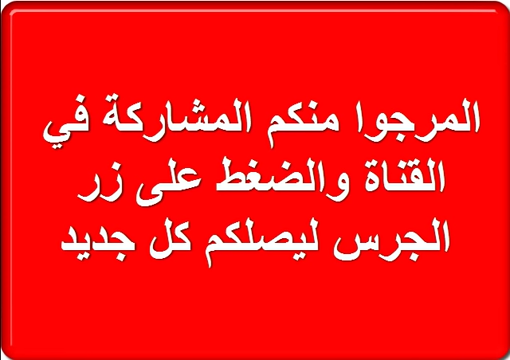 المرجوا منكم المشاركة في
القناة والضغط على زر
الجرس ليصلكم كل جديد